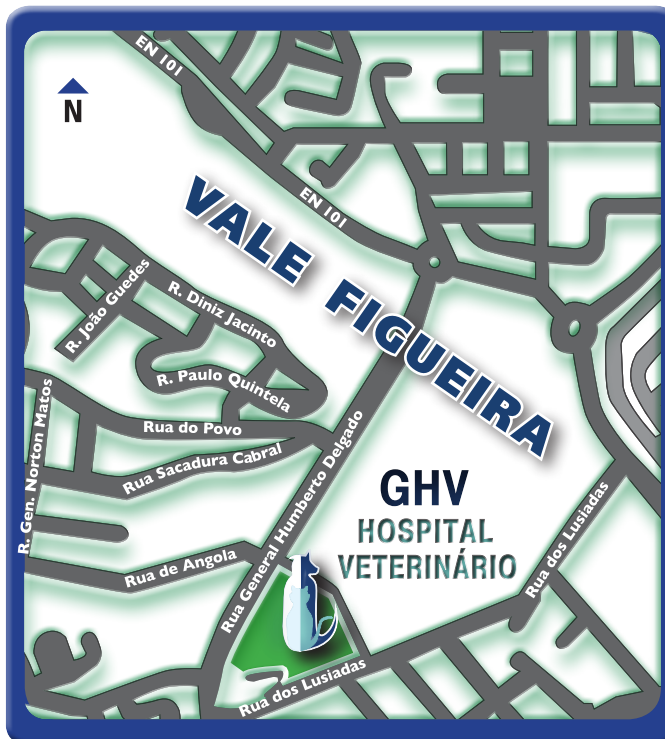 EN 101
N
EN 101
VALE FIGUEIRA
R. João Guedes
R. Diniz Jacinto
R. Paulo Quintela
Rua do Povo
Rua Sacadura Cabral
R. Gen. Norton Matos
Rua General Humberto Delgado
GHV
HOSPITAL
VETERINÁRIO
Rua dos Lusiadas
Rua de Angola
Rua dos Lusiadas